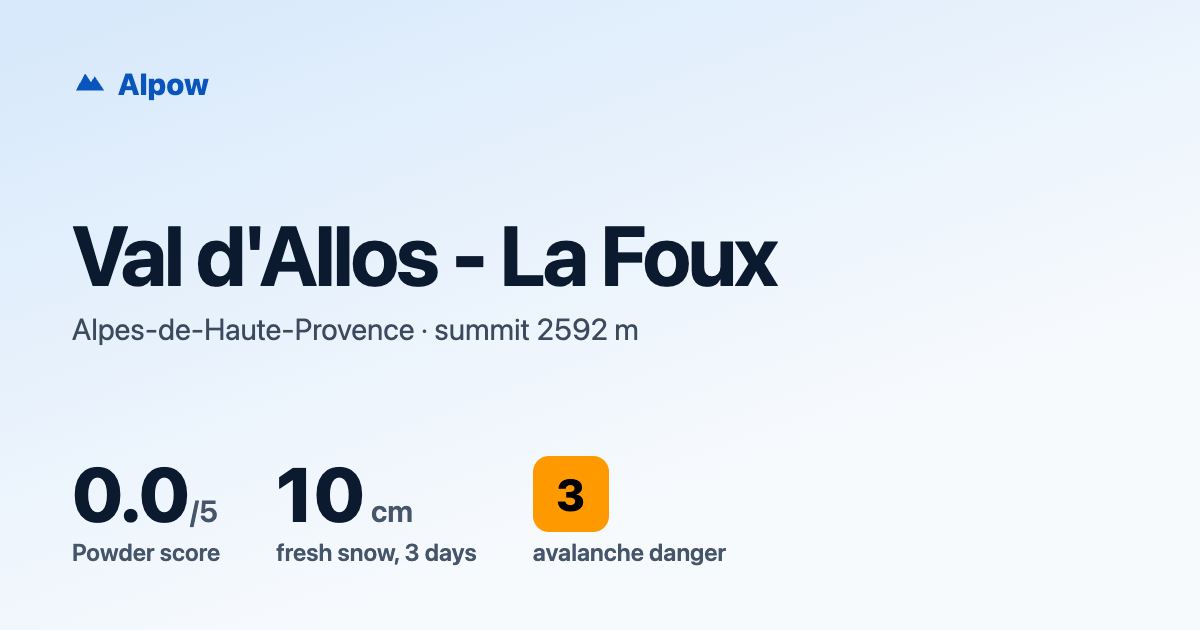 Alpow
Val d'Allos - La Foux
Alpes-de-Haute-Provence · summit 2592 m
0.0/5
Powder score
10 cm
fresh snow, 3 days
3
avalanche danger